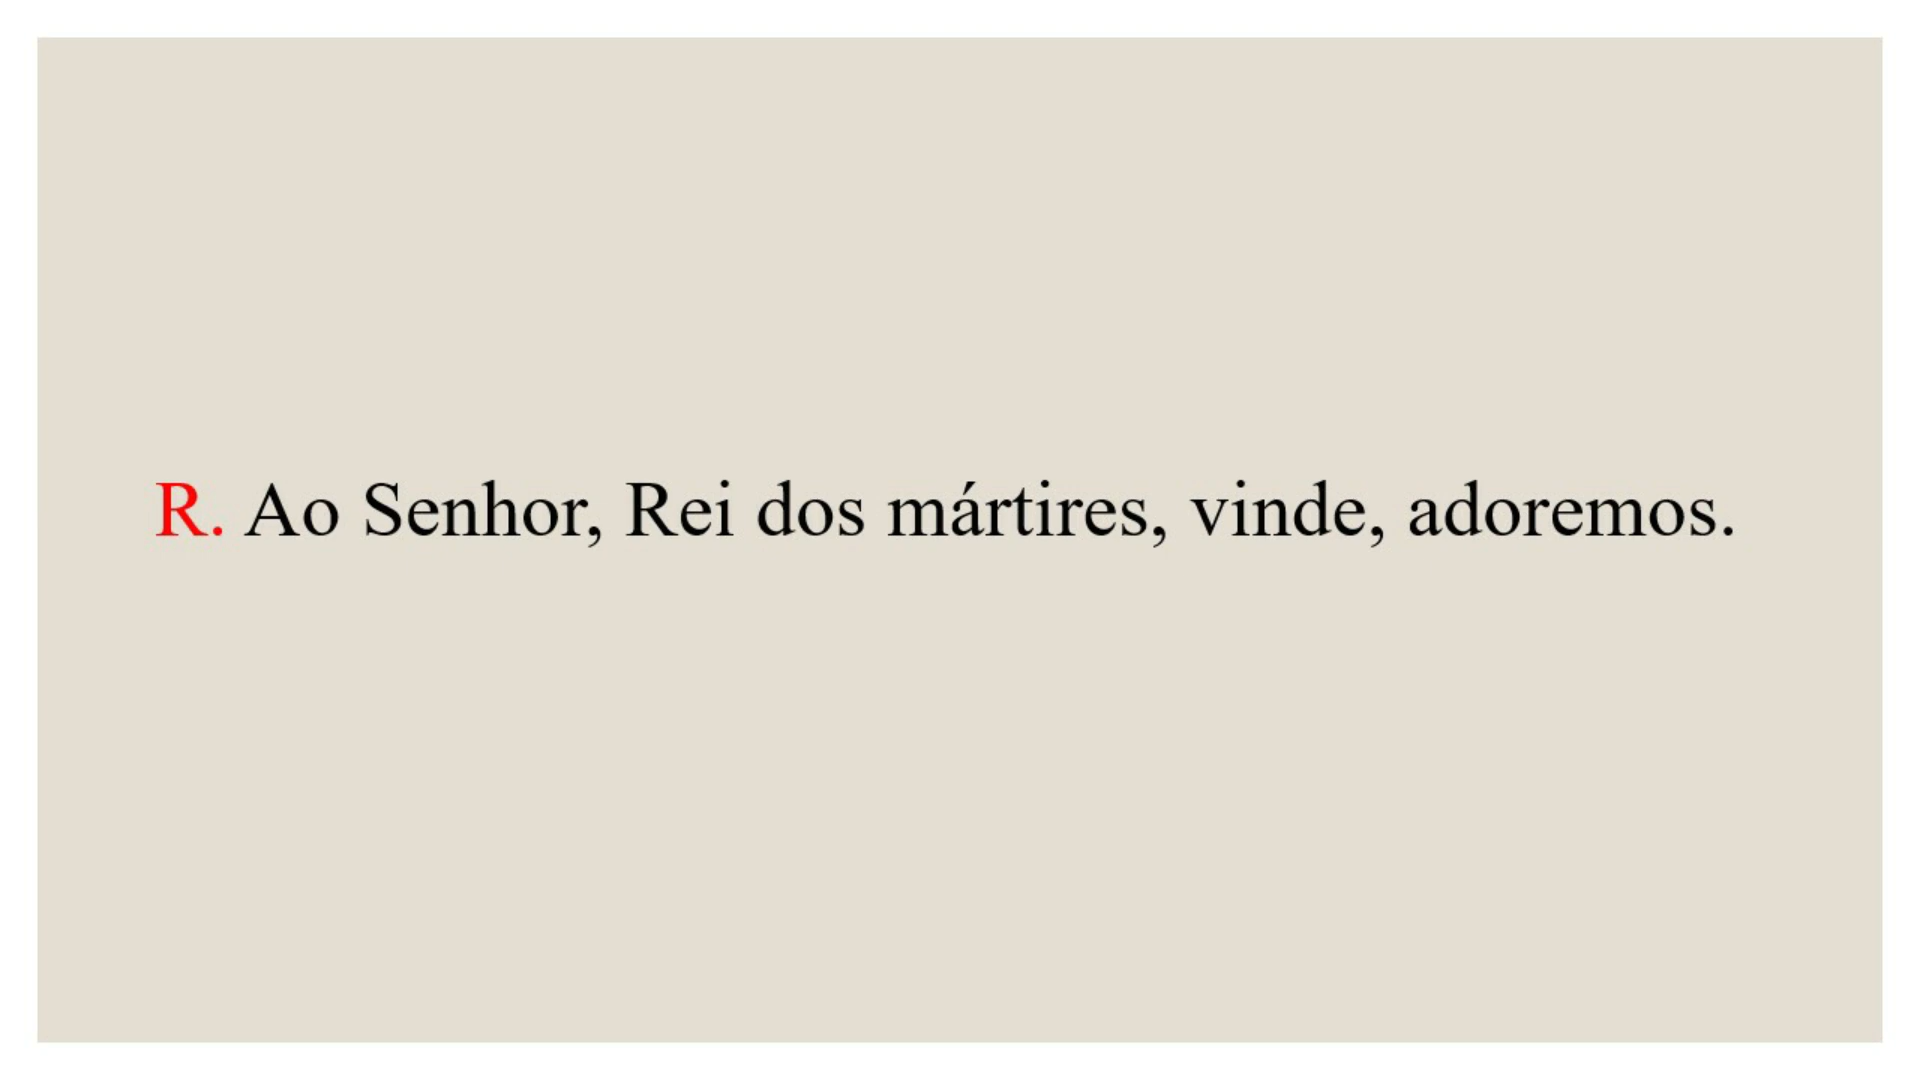 R. Ao Senhor, Rei dos mártires, vinde, adoremos.